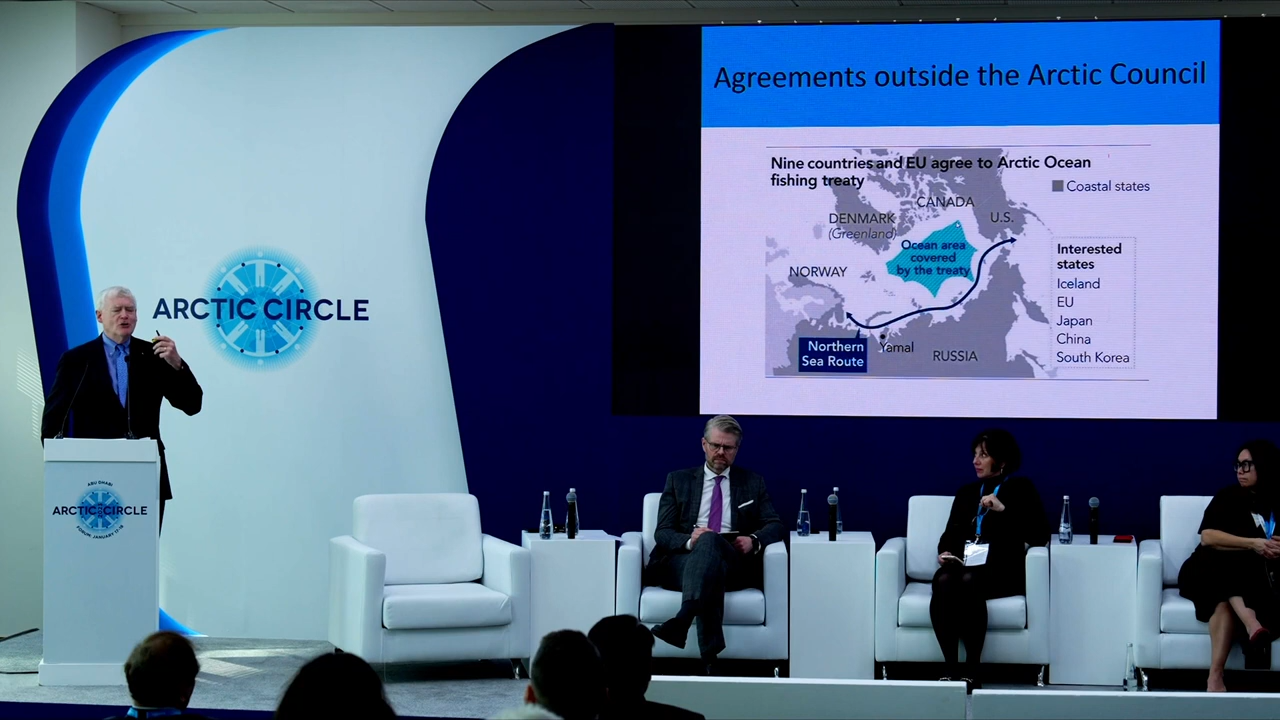 Agreements outside the Arctic Council
Nine countries and EU agree to Arctic Ocean
fishing treaty
Coastal states
CANADA
DENMARK
(Greenland)
U.S.
Ocean area
covered
by the treaty
NORWAY
Interested
states
Iceland
EU
Japan
China
South Korea
Northern
Sea Route
Yamal
RUSSIA
ARCTIC CIRCLE
ABU DHABI
ARCTIC CIRCLE